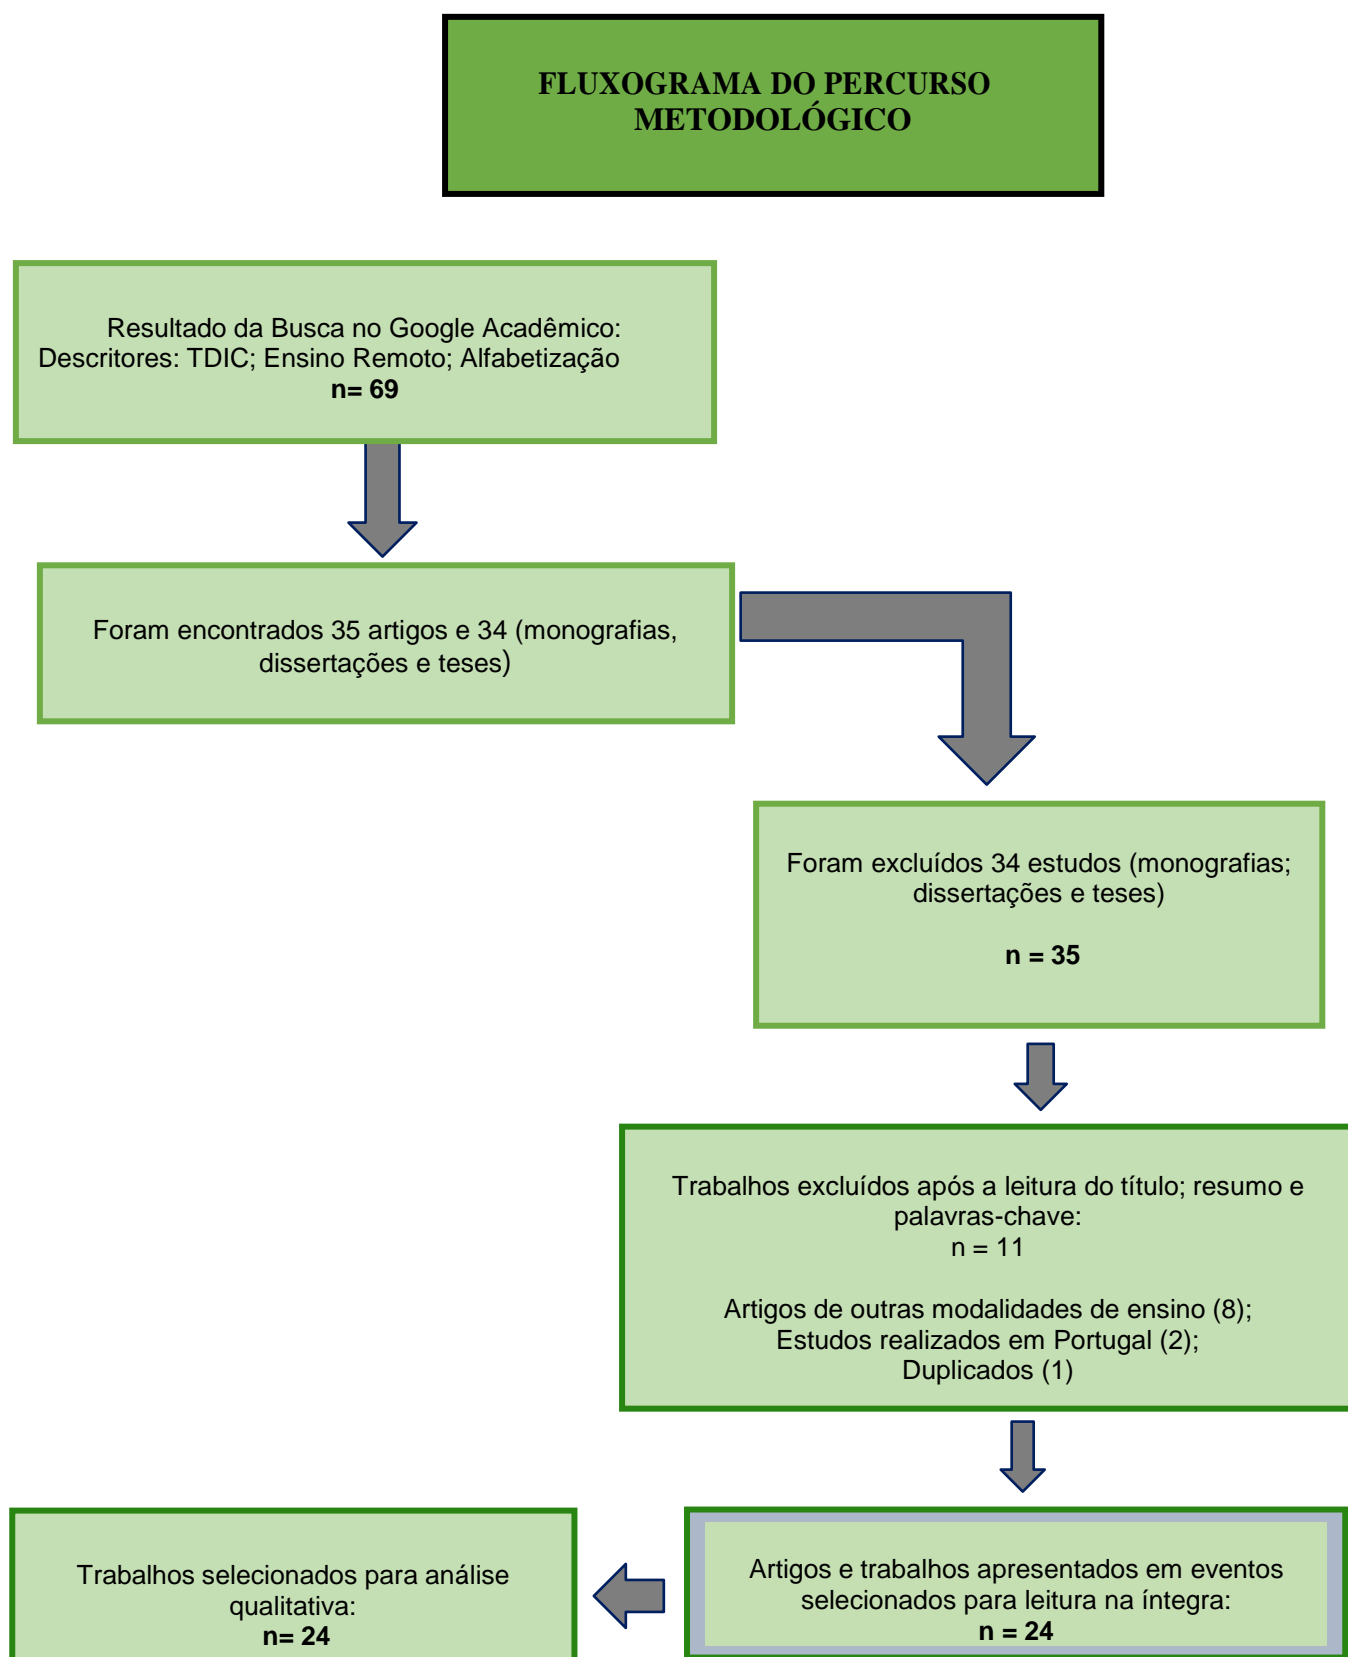 FLUXOGRAMA DO PERCURSO
METODOLÓGICO
Resultado da Busca no Google Acadêmico:
Descritores: TDIC; Ensino Remoto; Alfabetização
n= 69
Foram encontrados 35 artigos e 34 (monografias,
dissertações e teses)
Foram excluídos 34 estudos (monografias;
dissertações e teses)
n = 35
Trabalhos excluídos após a leitura do título; resumo e
palavras-chave:
n = 11
Artigos de outras modalidades de ensino (8);
Estudos realizados em Portugal (2);
Duplicados (1)
Artigos e trabalhos apresentados em eventos
selecionados para leitura na íntegra:
n = 24
Trabalhos selecionados para análise
qualitativa:
n= 24